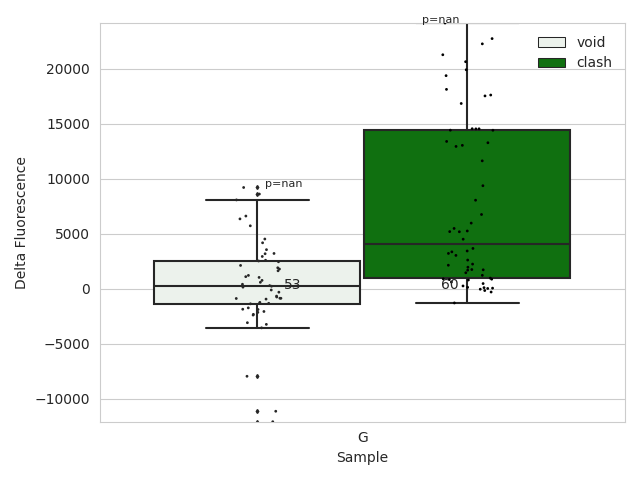 p=nan
void
clash
20000
15000
10000
5000
0
−5000
−10000
p=nan
53
60
Delta Fluorescence
G
Sample